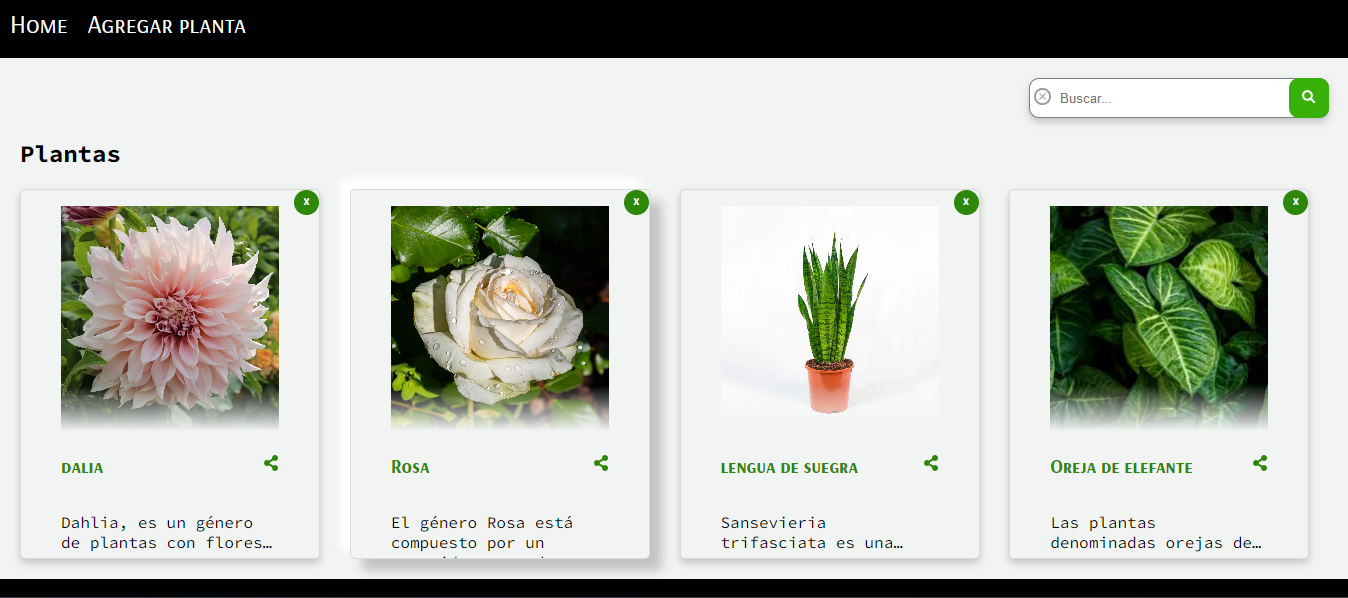 Home Agregar planta
Buscar...
Plantas
x
x
x
x
dalia
Rosa
lengua de suegra
Oreja de elefante
Dahlia, es un género
de plantas con flores…
El género Rosa está
compuesto por un
Sansevieria
trifasciata es una…
Las plantas
denominadas orejas de…